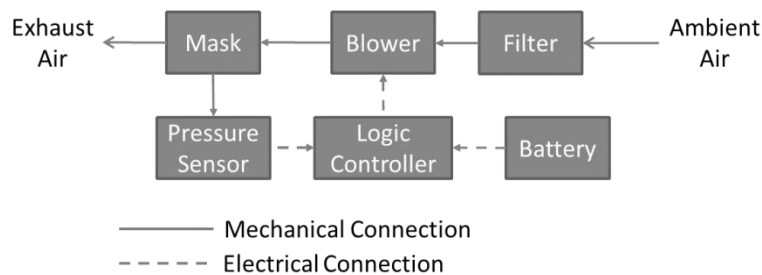 Exhaust
Air
Mask
Blower
Filter
Ambient
Air
Pressure
Sensor
Logic
Controller
Battery
Mechanical Connection
Electrical Connection